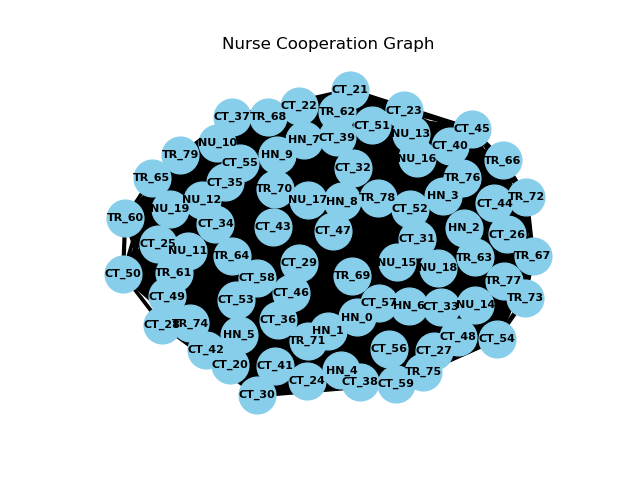 Nurse Cooperation Graph
CT_21
CT_22
CT_23
TR_62
CT_37
TR_68
CT_51
CT_45
NU_13
CT_39
HN_7
NU_10
CT_40
TR_79
HN_9
NU_16
TR_66
CT_55
CT_32
TR_65
TR_76
CT_35
TR_70
HN_3
TR_72
NU_12
NU_17
TR_78
HN_8
CT_44
NU_19
CT_52
TR_60
CT_34
CT_43
HN_2
CT_47
CT_26
CT_31
CT_25
NU_11
TR_64
TR_63
TR_67
CT_29
NU_15
NU_18
CT_50
TR_61
TR_69
CT_58
TR_77
CT_46
CT_49
TR_73
CT_53
CT_57
HN_6
CT_33
NU_14
HN_0
CT_36
TR_74
HN_1
HN_5
CT_48
CT_54
TR_71
CT_42
CT_56
CT_27
CT_20
CT_41
HN_4
TR_75
CT_24
CT_38
CT_59
CT_30